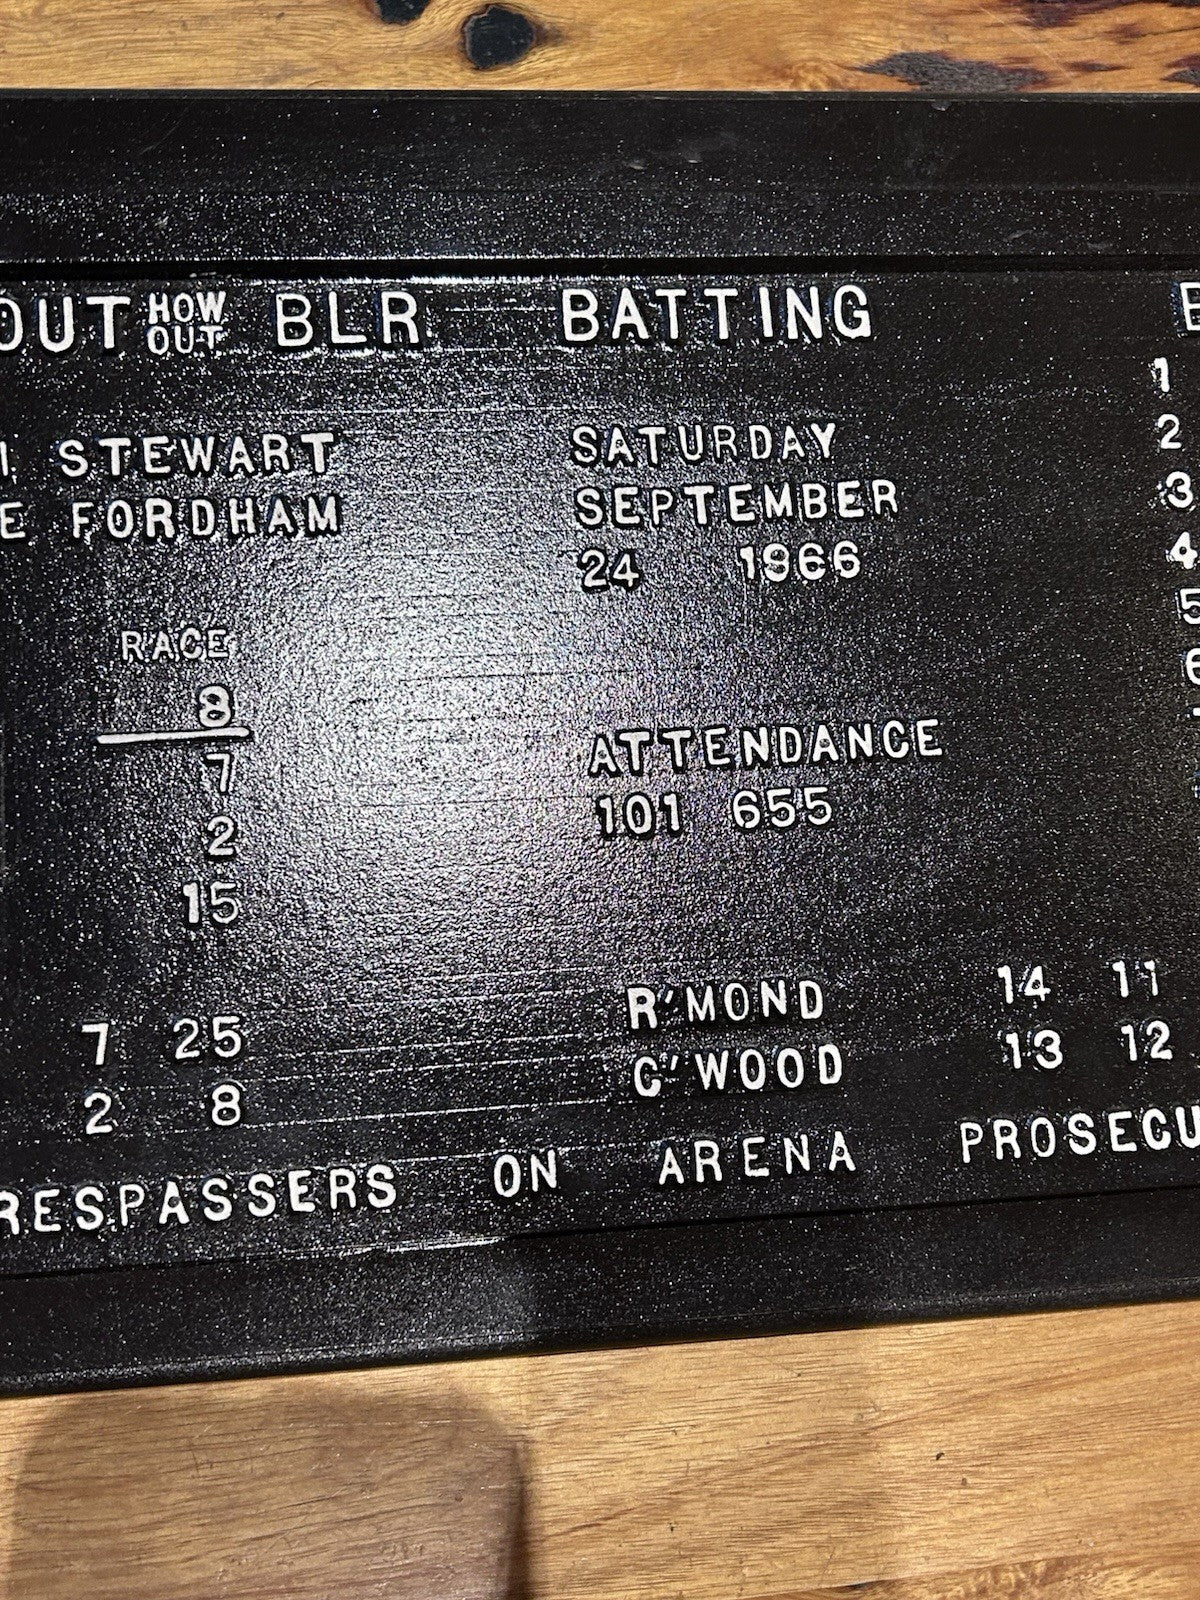 OUT HOW OUT BLR BATTING
1
STEWART SATURDAY 2
E FORDHAM SEPTEMBER 3
24 1966 4
5
RACE 6
8
7 ATTENDANCE
2 101 655
15
R'MOND 14 11
7 25 C'WOOD 13 12
2 8
RESPASSERS ON ARENA PROSECU